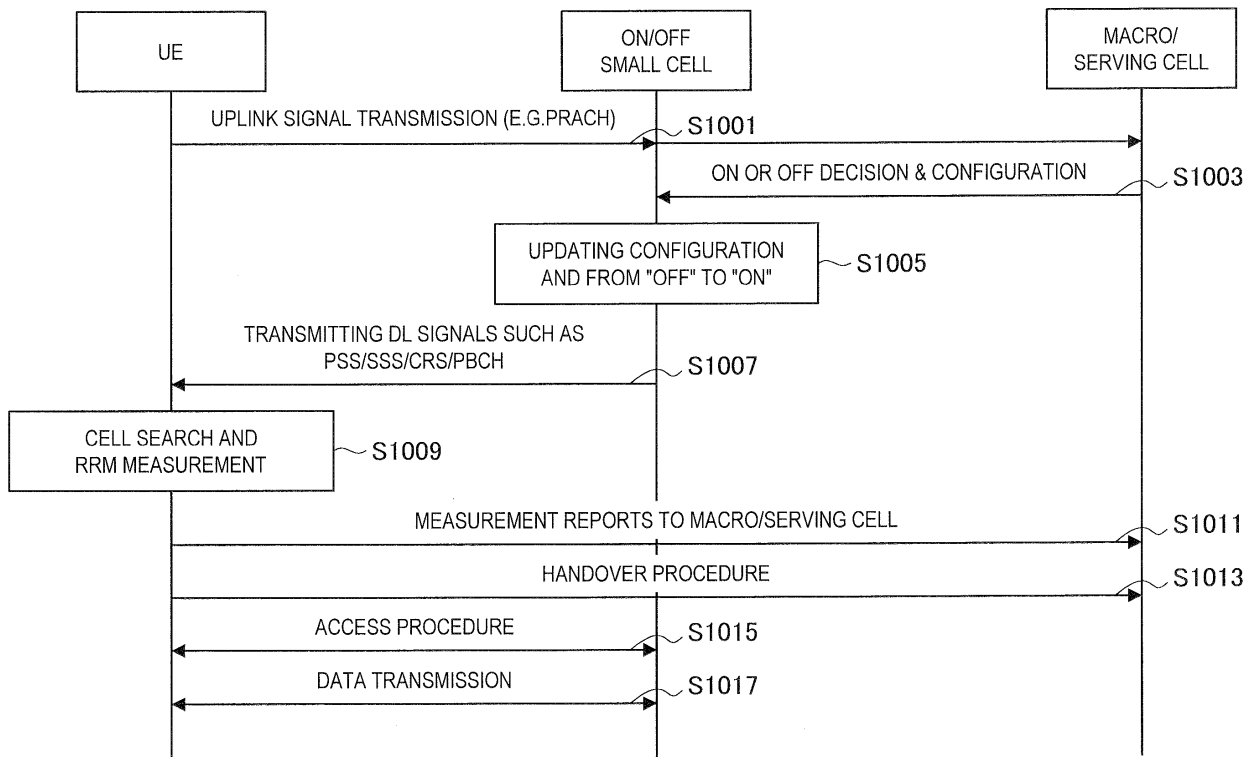 UE
ON/OFF
SMALL CELL
MACRO/
SERVING CELL
UPLINK SIGNAL TRANSMISSION (E.G.PRACH)
S1001
ON OR OFF DECISION & CONFIGURATION
S1003
UPDATING CONFIGURATION
AND FROM "OFF" TO "ON"
S1005
TRANSMITTING DL SIGNALS SUCH AS
PSS/SSS/CRS/PBCH
S1007
CELL SEARCH AND
RRM MEASUREMENT
S1009
MEASUREMENT REPORTS TO MACRO/SERVING CELL
S1011
HANDOVER PROCEDURE
S1013
ACCESS PROCEDURE
S1015
DATA TRANSMISSION
S1017